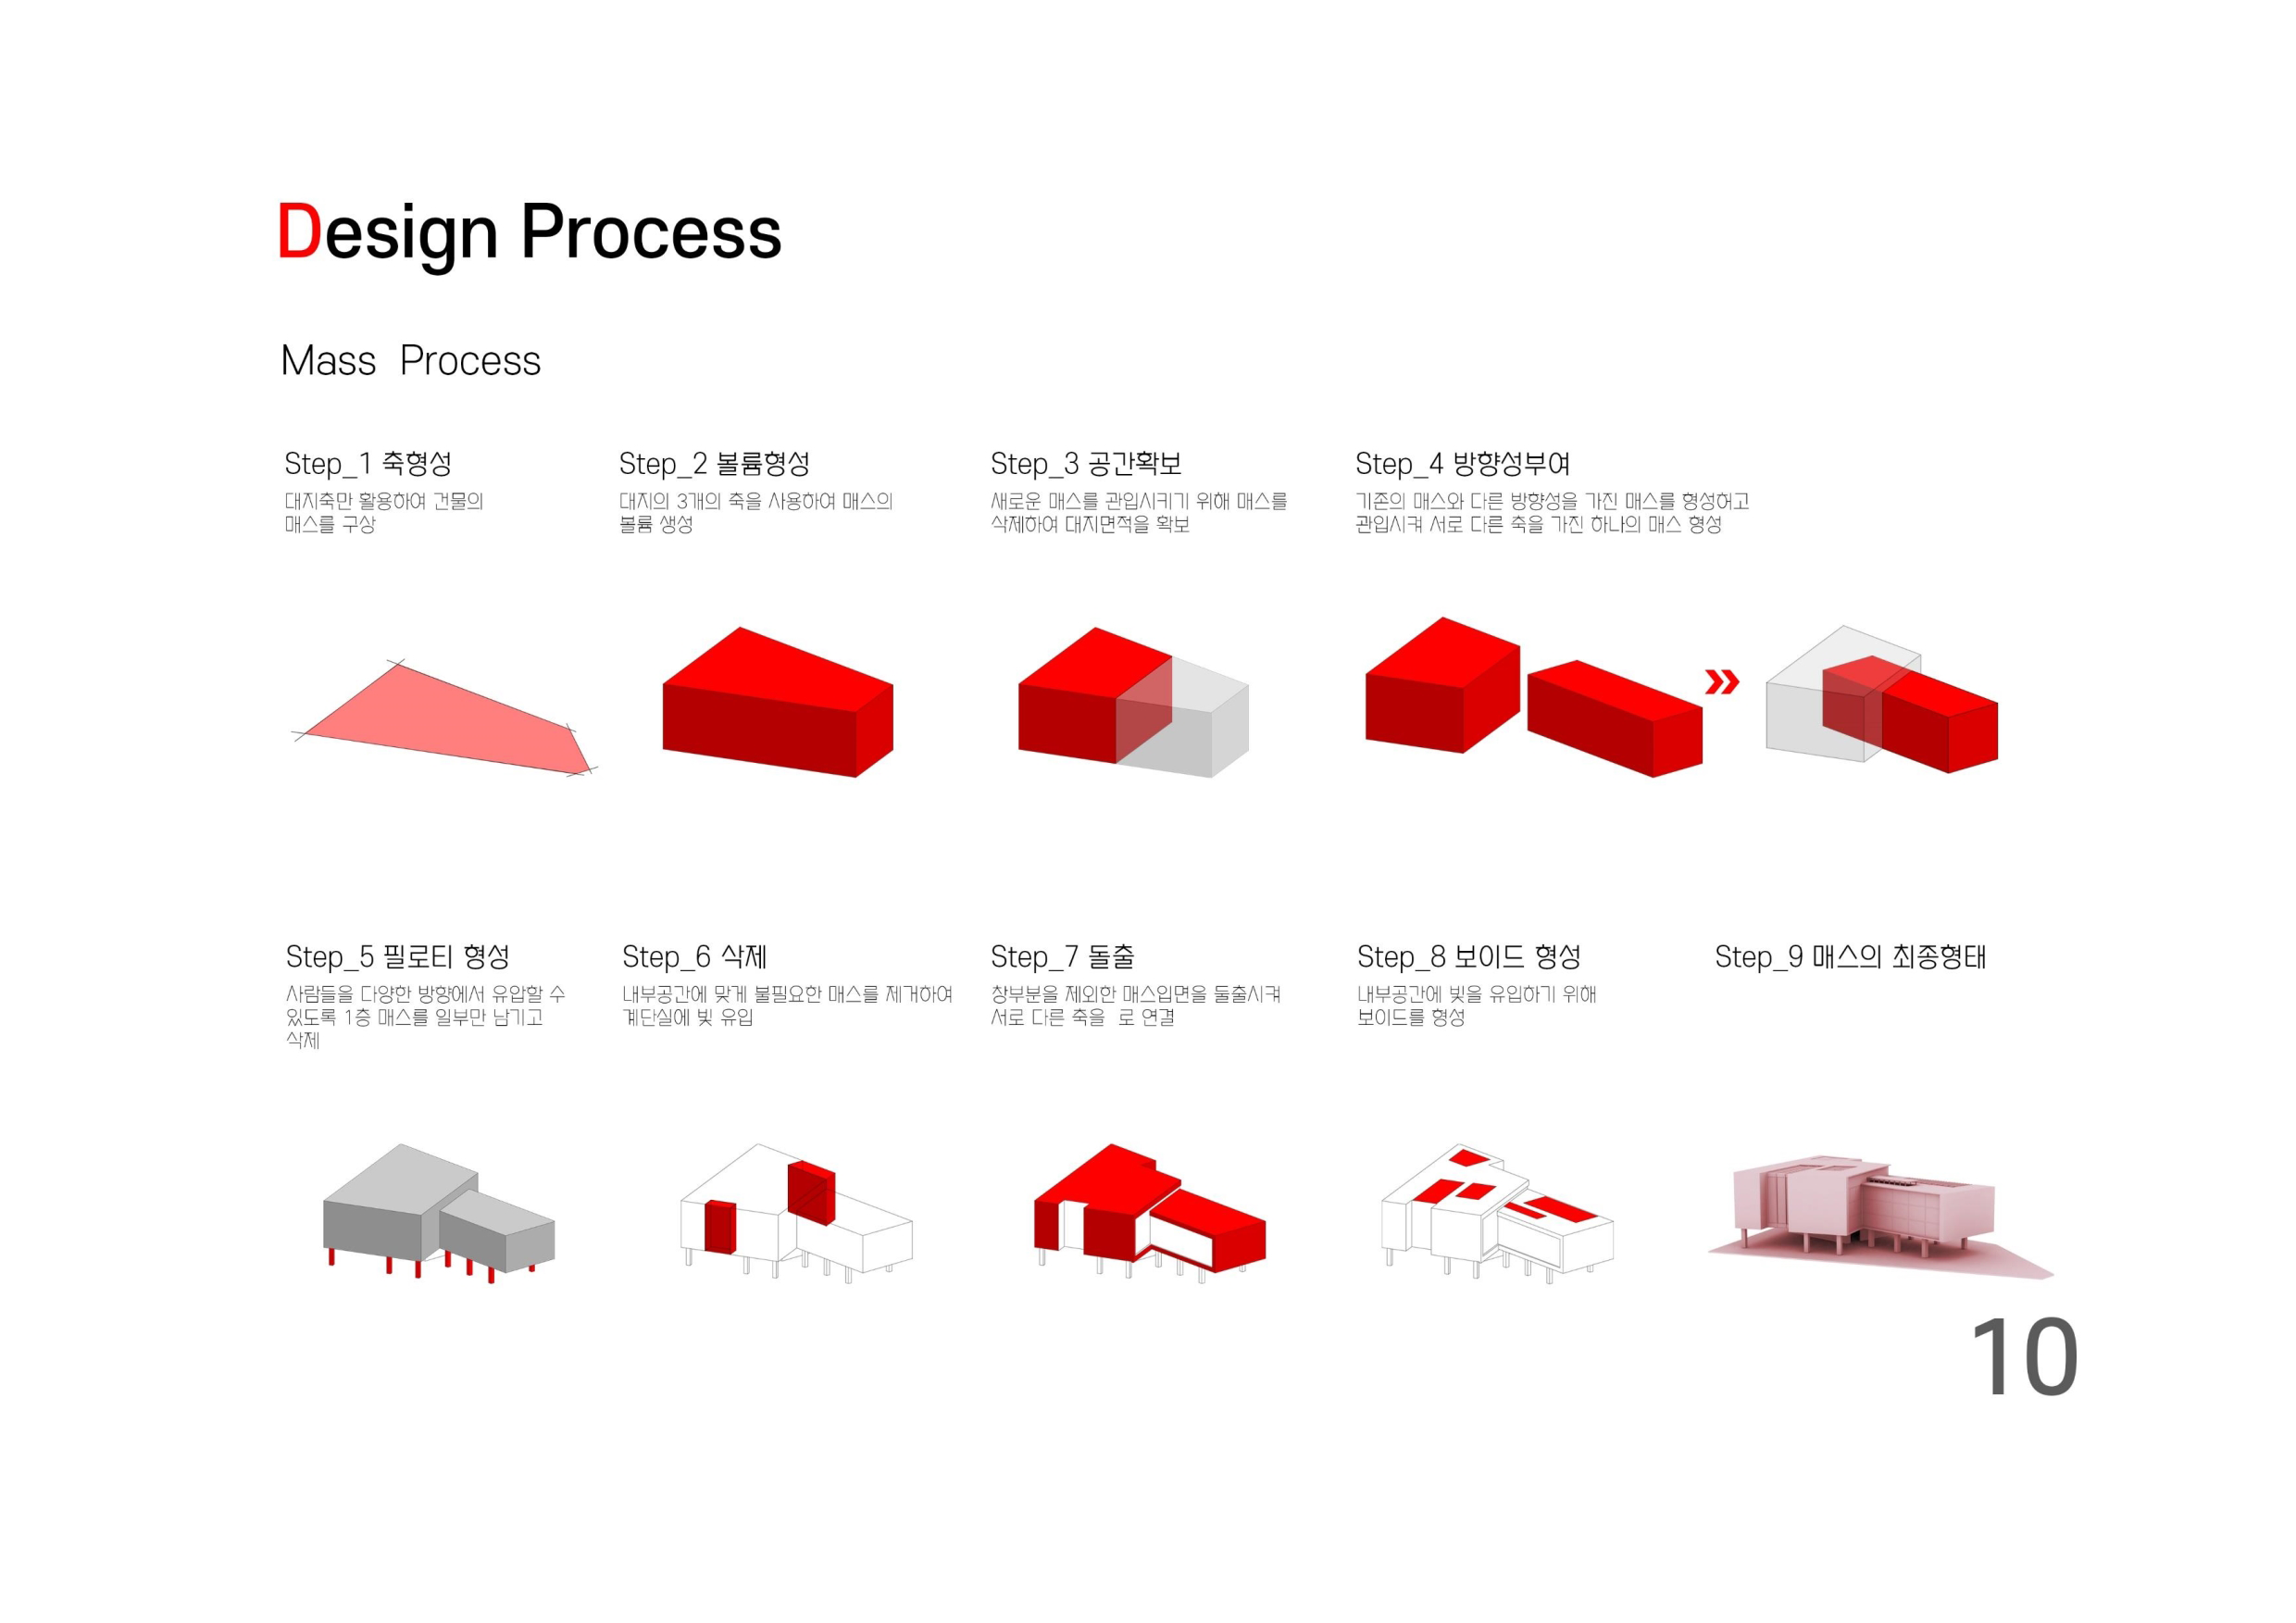 Design Process
Mass Process
Step_1 축형성
대지축만 활용하여 건물의
매스를 구상
Step_2 볼륨형성
대지의 3개의 축을 사용하여 매스의
볼륨 생성
Step_3 공간확보
새로운 매스를 관입시키기 위해 매스를
삭제하여 대지면적을 확보
Step_4 방향성부여
기존의 매스와 다른 방향성을 가진 매스를 형성허고
관입시켜 서로 다른 축을 가진 하나의 매스 형성
Step_5 필로티 형성
사람들을 다양한 방향에서 유압할 수
있도록 1층 매스를 일부만 남기고
삭제
Step_6 삭제
내부공간에 맞게 불필요한 매스를 제거하여
계단실에 빛 유입
Step_7 돌출
창부분을 제외한 매스입면을 돌출시켜
서로 다른 축을 로 연결
Step_8 보이드 형성
내부공간에 빛을 유입하기 위해
보이드를 형성
Step_9 매스의 최종형태
10